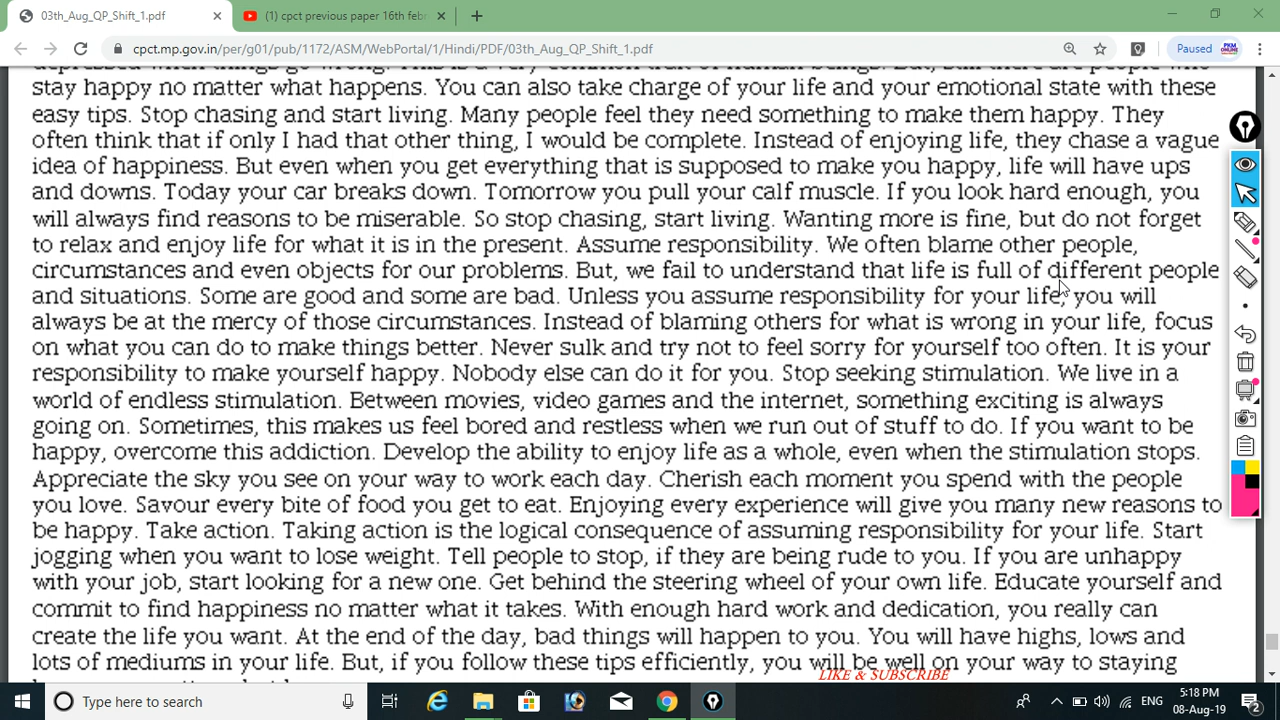 03th_Aug_QP_Shift_1.pdf
(1) cpct previous paper 16th feb
cpct.mp.gov.in/per/g01/pub/1172/ASM/WebPortal/1/Hindi/PDF/03th_Aug_QP_Shift_1.pdf
Paused
PKM ONLINE
depressed when things go wrong. This is a very common trait of human beings. But, still there are people
stay happy no matter what happens. You can also take charge of your life and your emotional state with these
easy tips. Stop chasing and start living. Many people feel they need something to make them happy. They
often think that if only I had that other thing, I would be complete. Instead of enjoying life, they chase a vague
idea of happiness. But even when you get everything that is supposed to make you happy, life will have ups
and downs. Today your car breaks down. Tomorrow you pull your calf muscle. If you look hard enough, you
will always find reasons to be miserable. So stop chasing, start living. Wanting more is fine, but do not forget
to relax and enjoy life for what it is in the present. Assume responsibility. We often blame other people,
circumstances and even objects for our problems. But, we fail to understand that life is full of different people
and situations. Some are good and some are bad. Unless you assume responsibility for your life, you will
always be at the mercy of those circumstances. Instead of blaming others for what is wrong in your life, focus
on what you can do to make things better. Never sulk and try not to feel sorry for yourself too often. It is your
responsibility to make yourself happy. Nobody else can do it for you. Stop seeking stimulation. We live in a
world of endless stimulation. Between movies, video games and the internet, something exciting is always
going on. Sometimes, this makes us feel bored and restless when we run out of stuff to do. If you want to be
happy, overcome this addiction. Develop the ability to enjoy life as a whole, even when the stimulation stops.
Appreciate the sky you see on your way to work each day. Cherish each moment you spend with the people
you love. Savour every bite of food you get to eat. Enjoying every experience will give you many new reasons to
be happy. Take action. Taking action is the logical consequence of assuming responsibility for your life. Start
jogging when you want to lose weight. Tell people to stop, if they are being rude to you. If you are unhappy
with your job, start looking for a new one. Get behind the steering wheel of your own life. Educate yourself and
commit to find happiness no matter what it takes. With enough hard work and dedication, you really can
create the life you want. At the end of the day, bad things will happen to you. You will have highs, lows and
lots of mediums in your life. But, if you follow these tips efficiently, you will be well on your way to staying
LIKE & SUBSCRIBE
Type here to search
ENG
5:18 PM
08-Aug-19
2